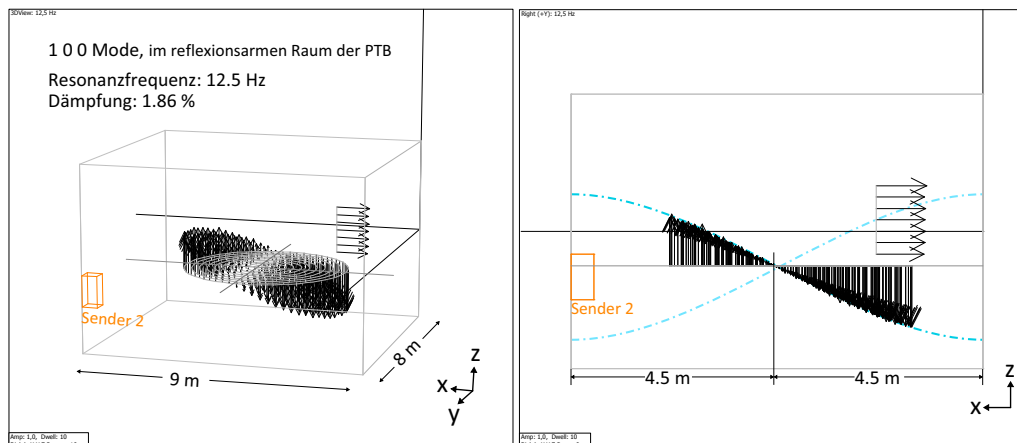 3DView: 12,5 Hz
1 0 0 Mode, im reflexionsarmen Raum der PTB
Resonanzfrequenz: 12.5 Hz
Dämpfung: 1.86 %
Sender 2
9 m
8 m
z
x
y
Amp: 1,0, Dwell: 10
Right (+Y): 12,5 Hz
Sender 2
4.5 m
4.5 m
z
x
Amp: 1,0, Dwell: 10